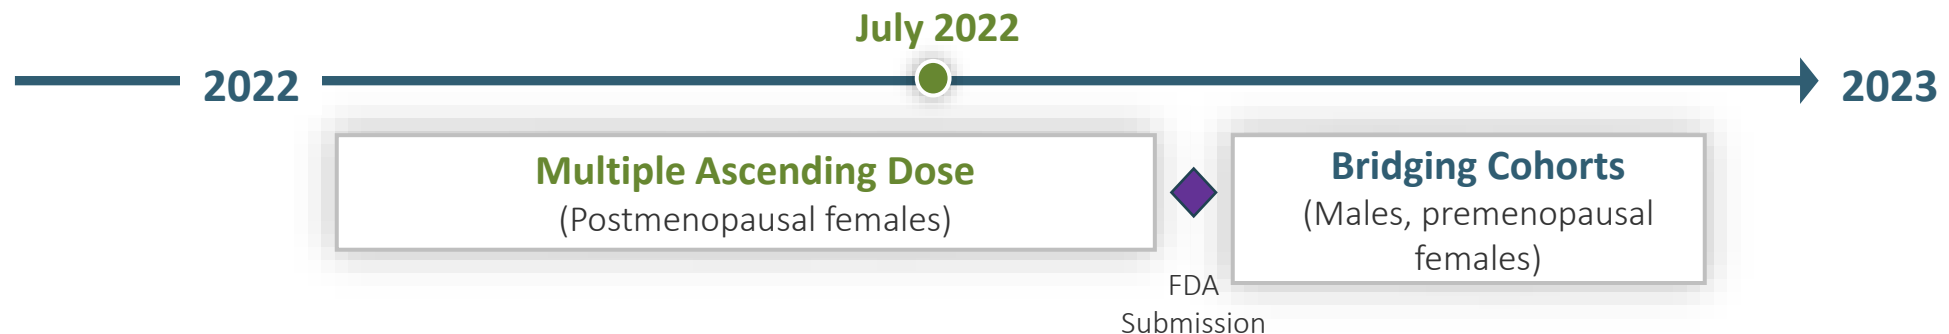 July 2022
2022
2023
Multiple Ascending Dose
(Postmenopausal females)
FDA
Submission
Bridging Cohorts
(Males, premenopausal
females)